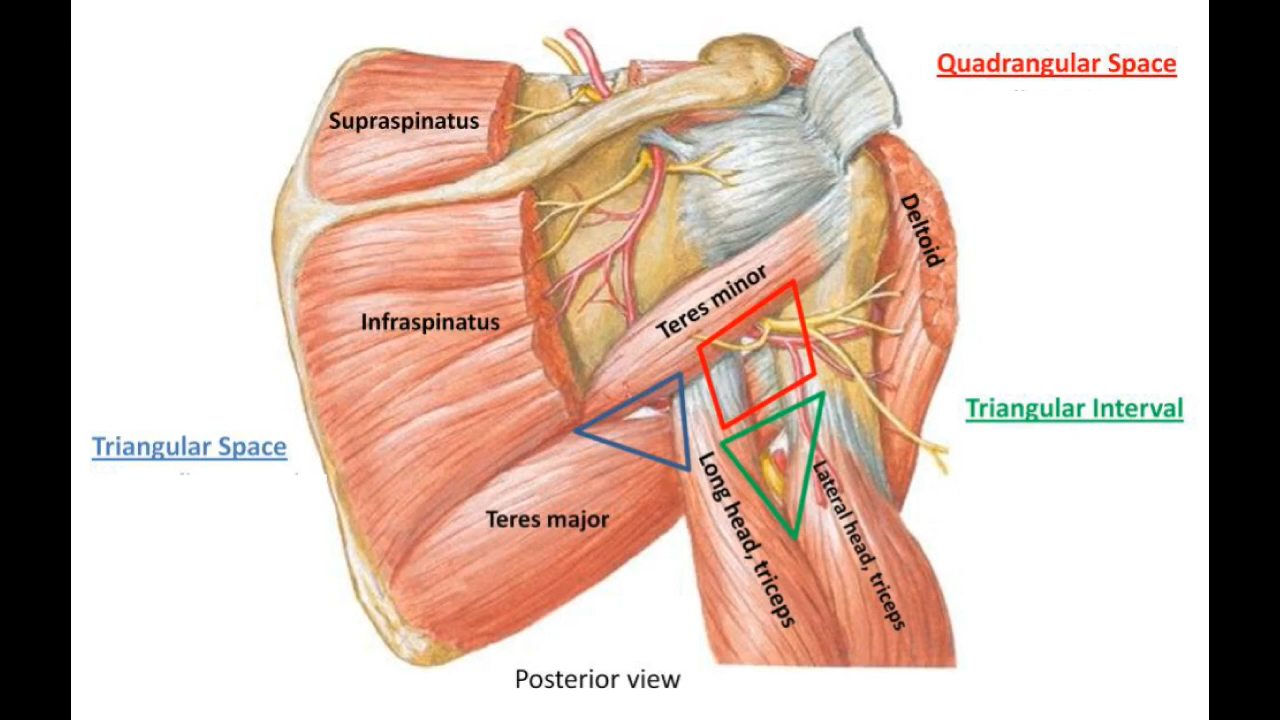 Quadrangular Space
Supraspinatus
Deltoid
Teres minor
Infraspinatus
Triangular Interval
Triangular Space
Long head, triceps
Lateral head, triceps
Teres major
Posterior view